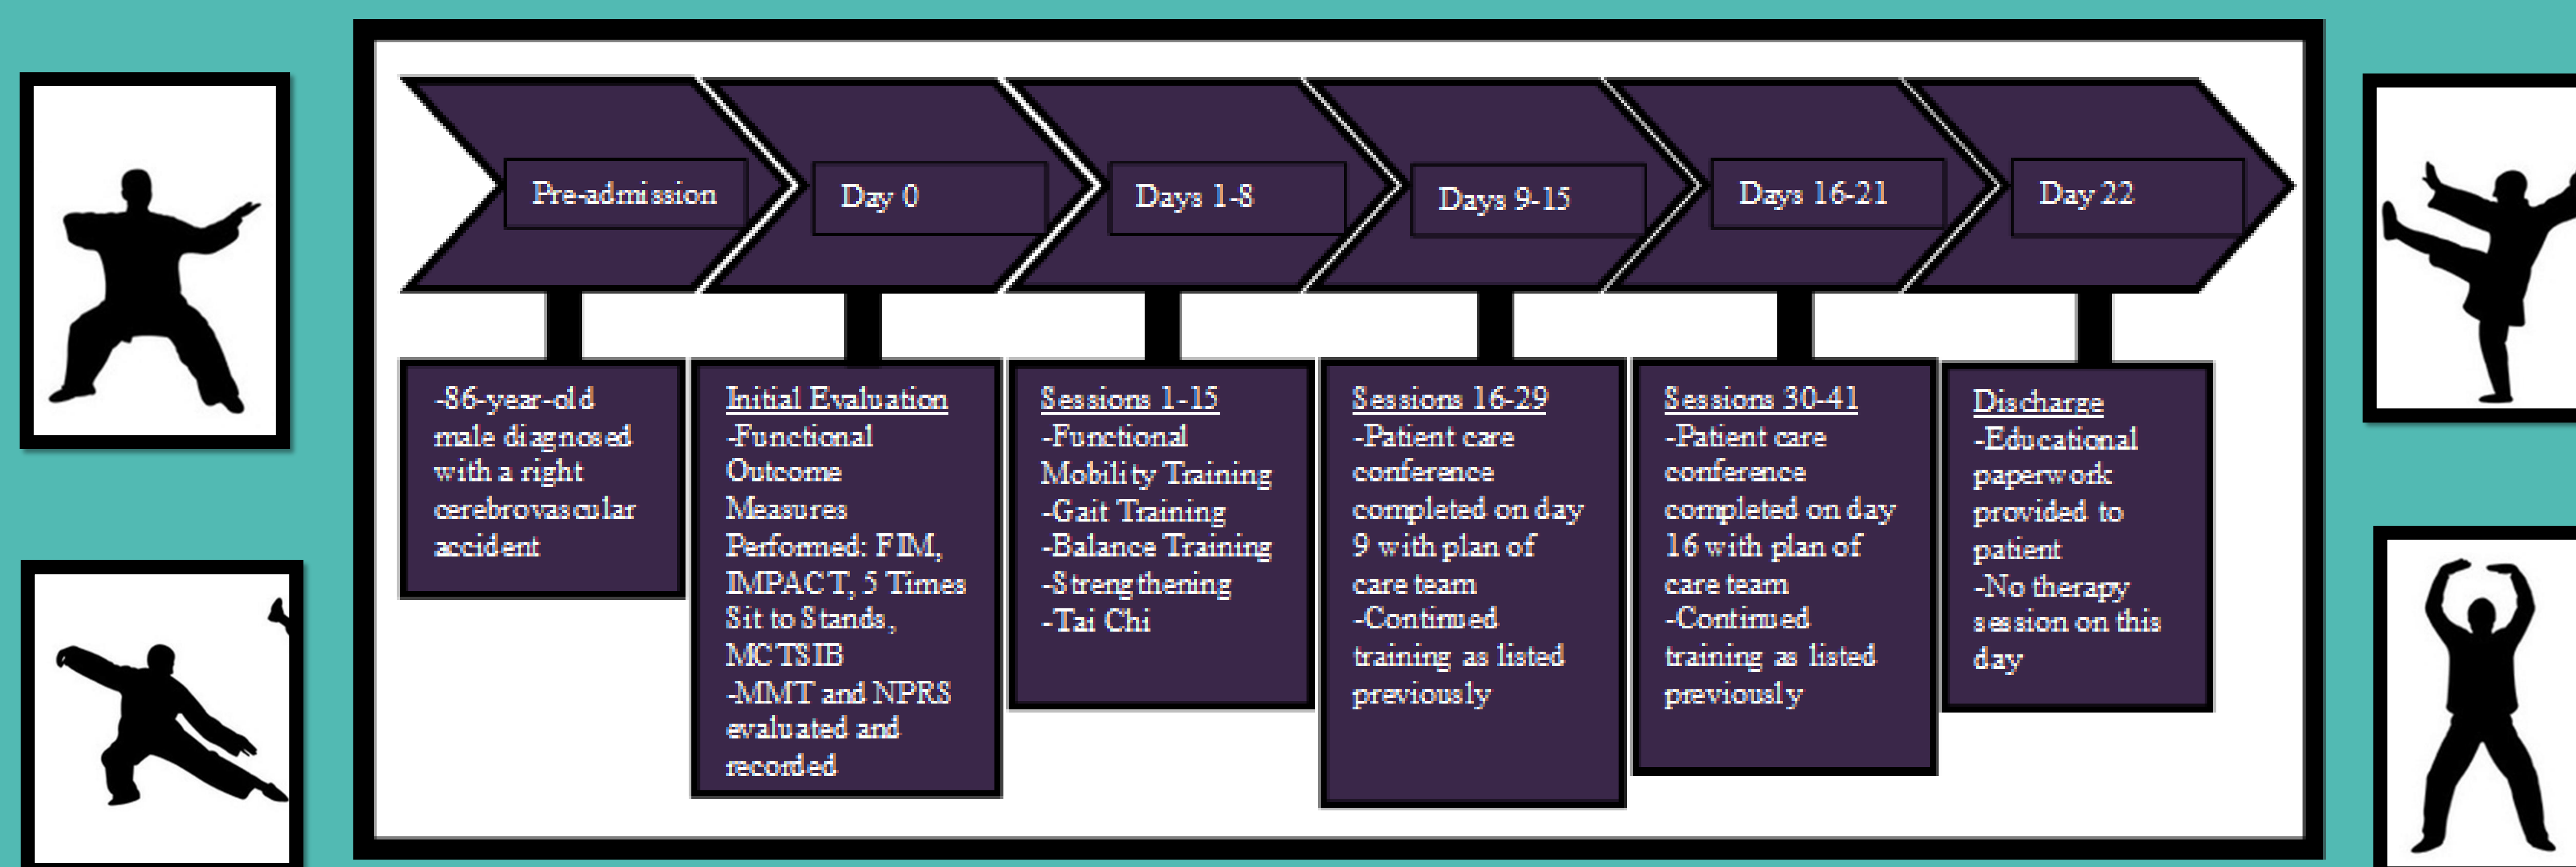 Pre-admission
Day 0
Days 1-8
Days 9-15
Days 16-21
Day 22
-86-year-old
male diagnosed
with a right
cerebrovascular
accident
Initial Evaluation
-Functional
Outcome
Measures
Performed: FIM,
IMPACT, 5 Times
Sit to Stands,
MCTSIB
-MMT and NPRS
evaluated and
recorded
Sessions 1-15
-Functional
Mobility Training
-Gait Training
-Balance Training
-Strengthening
-Tai Chi
Sessions 16-29
-Patient care
conference
completed on day
9 with plan of
care team
-Continued
training as listed
previously
Sessions 30-41
-Patient care
conference
completed on day
16 with plan of
care team
-Continued
training as listed
previously
Discharge
-Educational
paperwork
provided to
patient
-No therapy
session on this
day